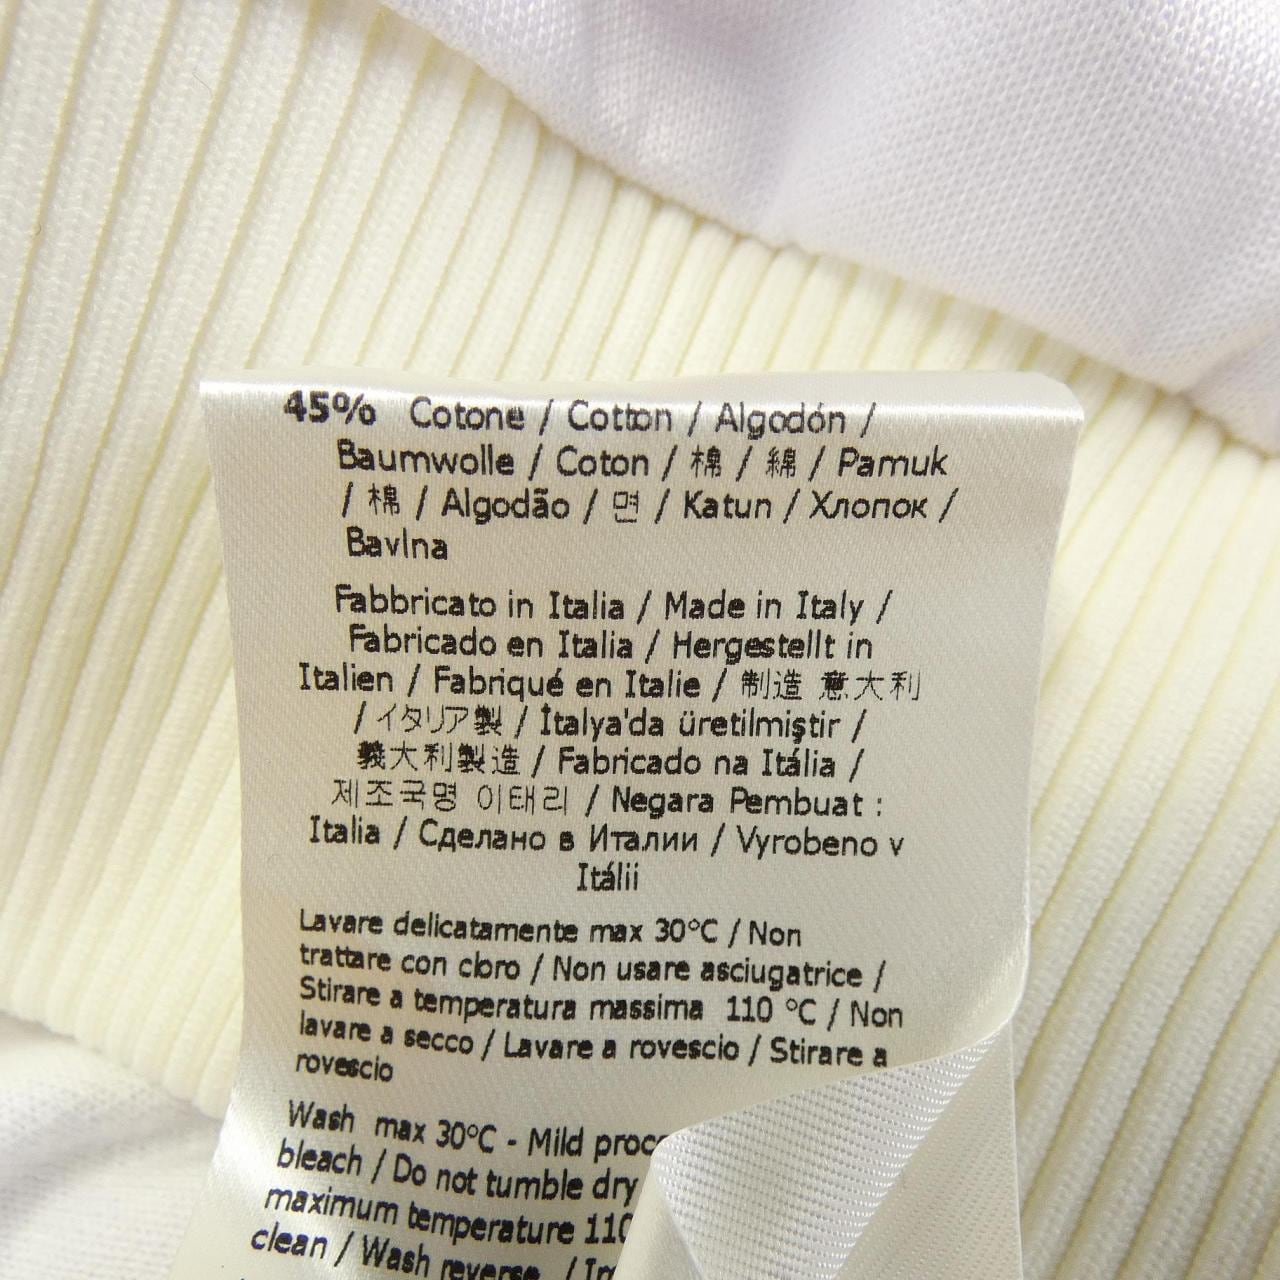 45% Cotone / Cotton / Algodón /
Baumwolle / Coton / 棉 / 綿 / Pamuk
/ 棉 / Algodão / 면 / Katun / Хлопок /
Bavlna
Fabbricato in Italia / Made in Italy /
Fabricado en Italia / Hergestellt in
Italien / Fabriqué en Italie / 制造 意大利
/ イタリア製 / İtalya'da üretilmiştir /
義大利製造 / Fabricado na Itália /
제조국명 이태리 / Negara Pembuat :
Italia / Сделано в Италии / Vyrobeno v
Itálii
Lavare delicatamente max 30°C / Non
trattare con cloro / Non usare asciugatrice /
Stirare a temperatura massima 110 °C / Non
lavare a secco / Lavare a rovescio / Stirare a
rovescio
Wash max 30°C - Mild
bleach / Do not tumble dry
maximum temperature 110
clean / Wash reverse /